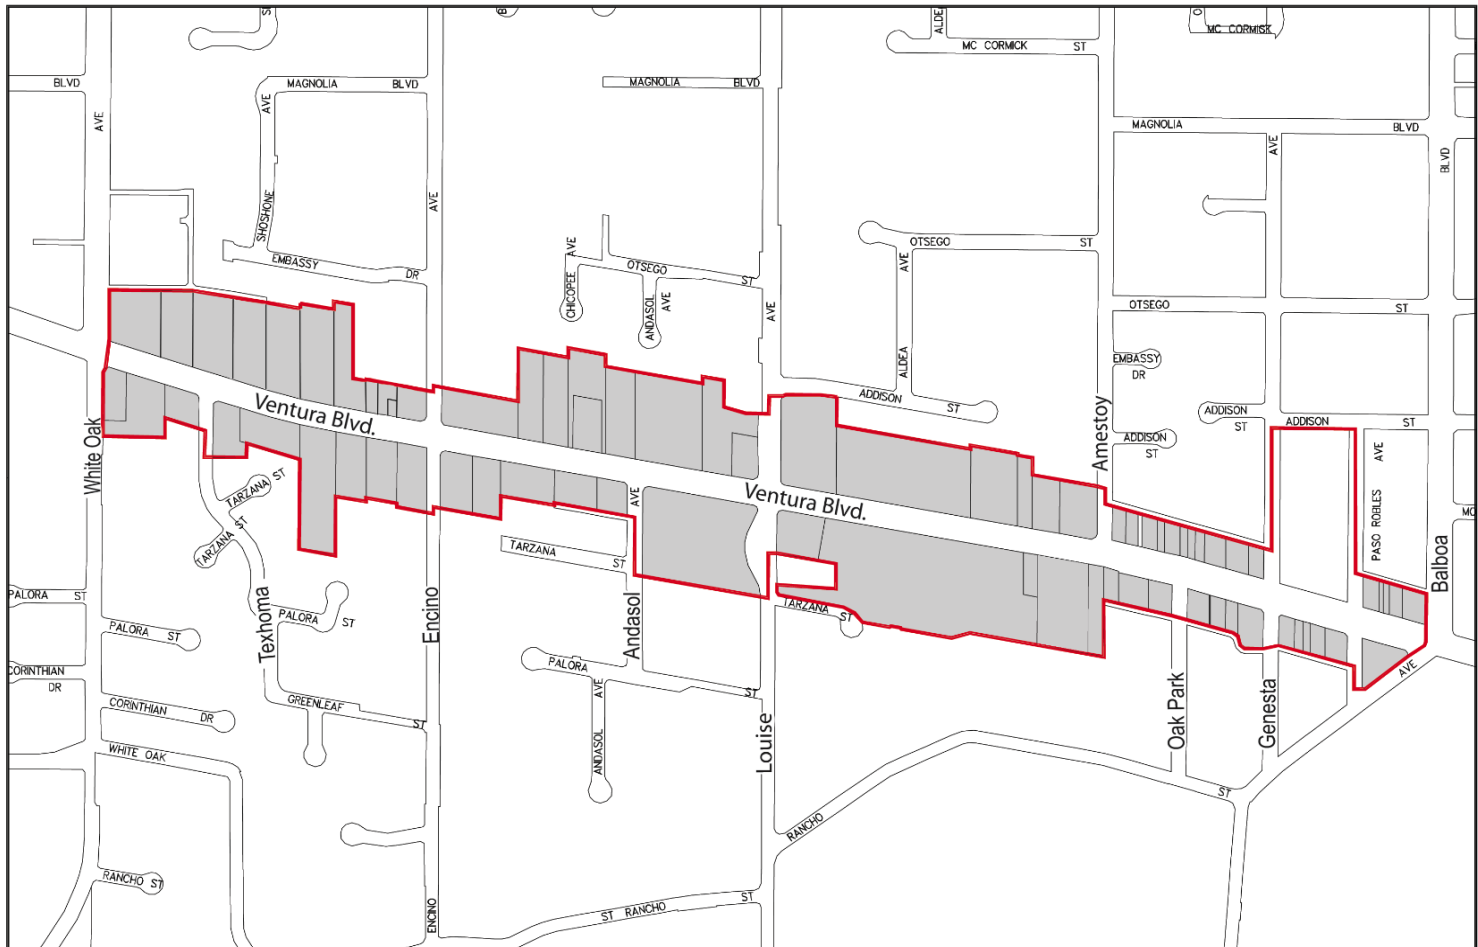 MC CORMICK ST
MC CORMISK
ALDE
BLVD
MAGNOLIA BLVD
MAGNOLIA BLVD
MAGNOLIA BLVD
AVE
AVE
AVE
AVE
BLVD
SHOSHONE
EMBASSY DR
CHICOPEE AVE
OTSEGO ST
ANDASOL AVE
AVE
OTSEGO ST
ALDEA AVE
OTSEGO ST
EMBASSY
DR
ADDISON ST
ADDISON
ST
ADDISON
ST
ADDISON ST
Ventura Blvd.
Ventura Blvd.
White Oak
Amestoy
PASO ROBLES AVE
Balboa
MO
TARZANA ST
TARZANA ST
TARZANA
ST
AVE
TARZANA
ST
Texhoma
Encino
Andasol
Louise
Oak Park
Genesta
AVE
PALORA ST
PALORA ST
PALORA ST
PALORA
ST
CORINTHIAN
DR
CORINTHIAN DR
GREENLEAF ST
ANDASOL AVE
WHITE OAK
RANCHO
ST
RANCHO ST
ENCINO
ST RANCHO ST